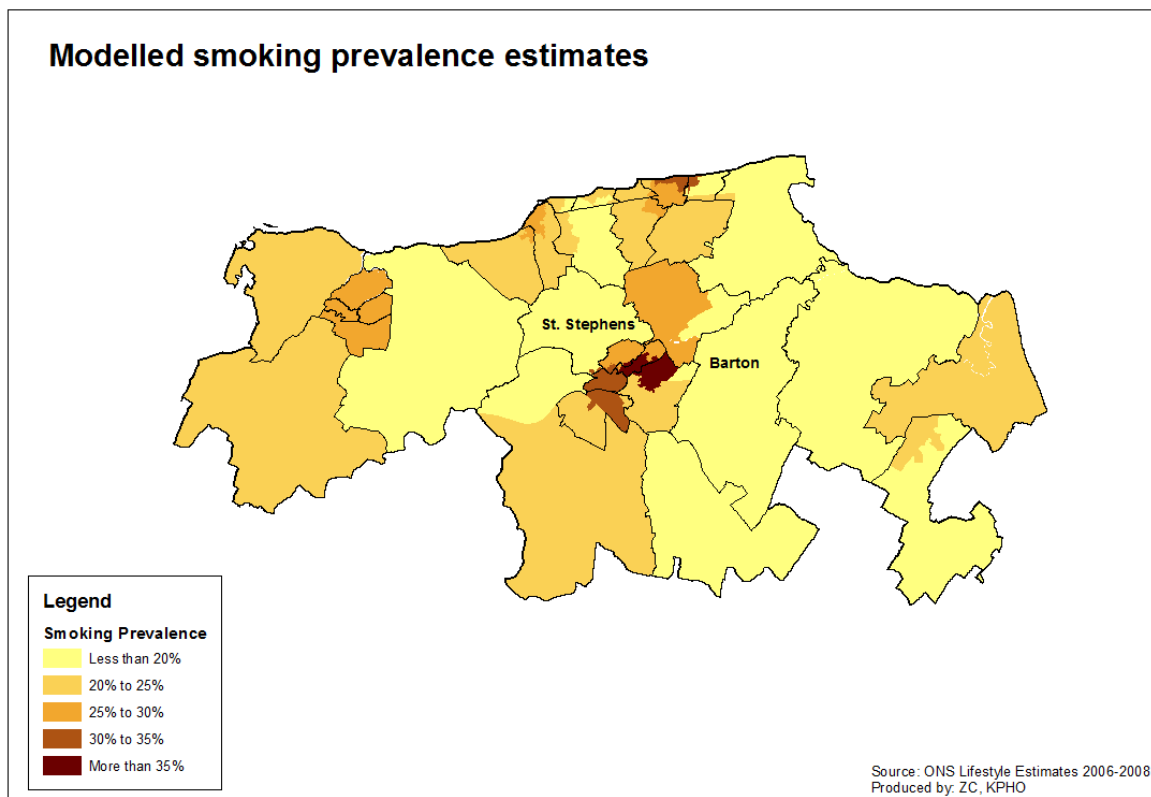 Modelled smoking prevalence estimates
St. Stephens
Barton
Legend
Smoking Prevalence
Less than 20%
20% to 25%
25% to 30%
30% to 35%
More than 35%
Source: ONS Lifestyle Estimates 2006-2008
Produced by: ZC, KPHO